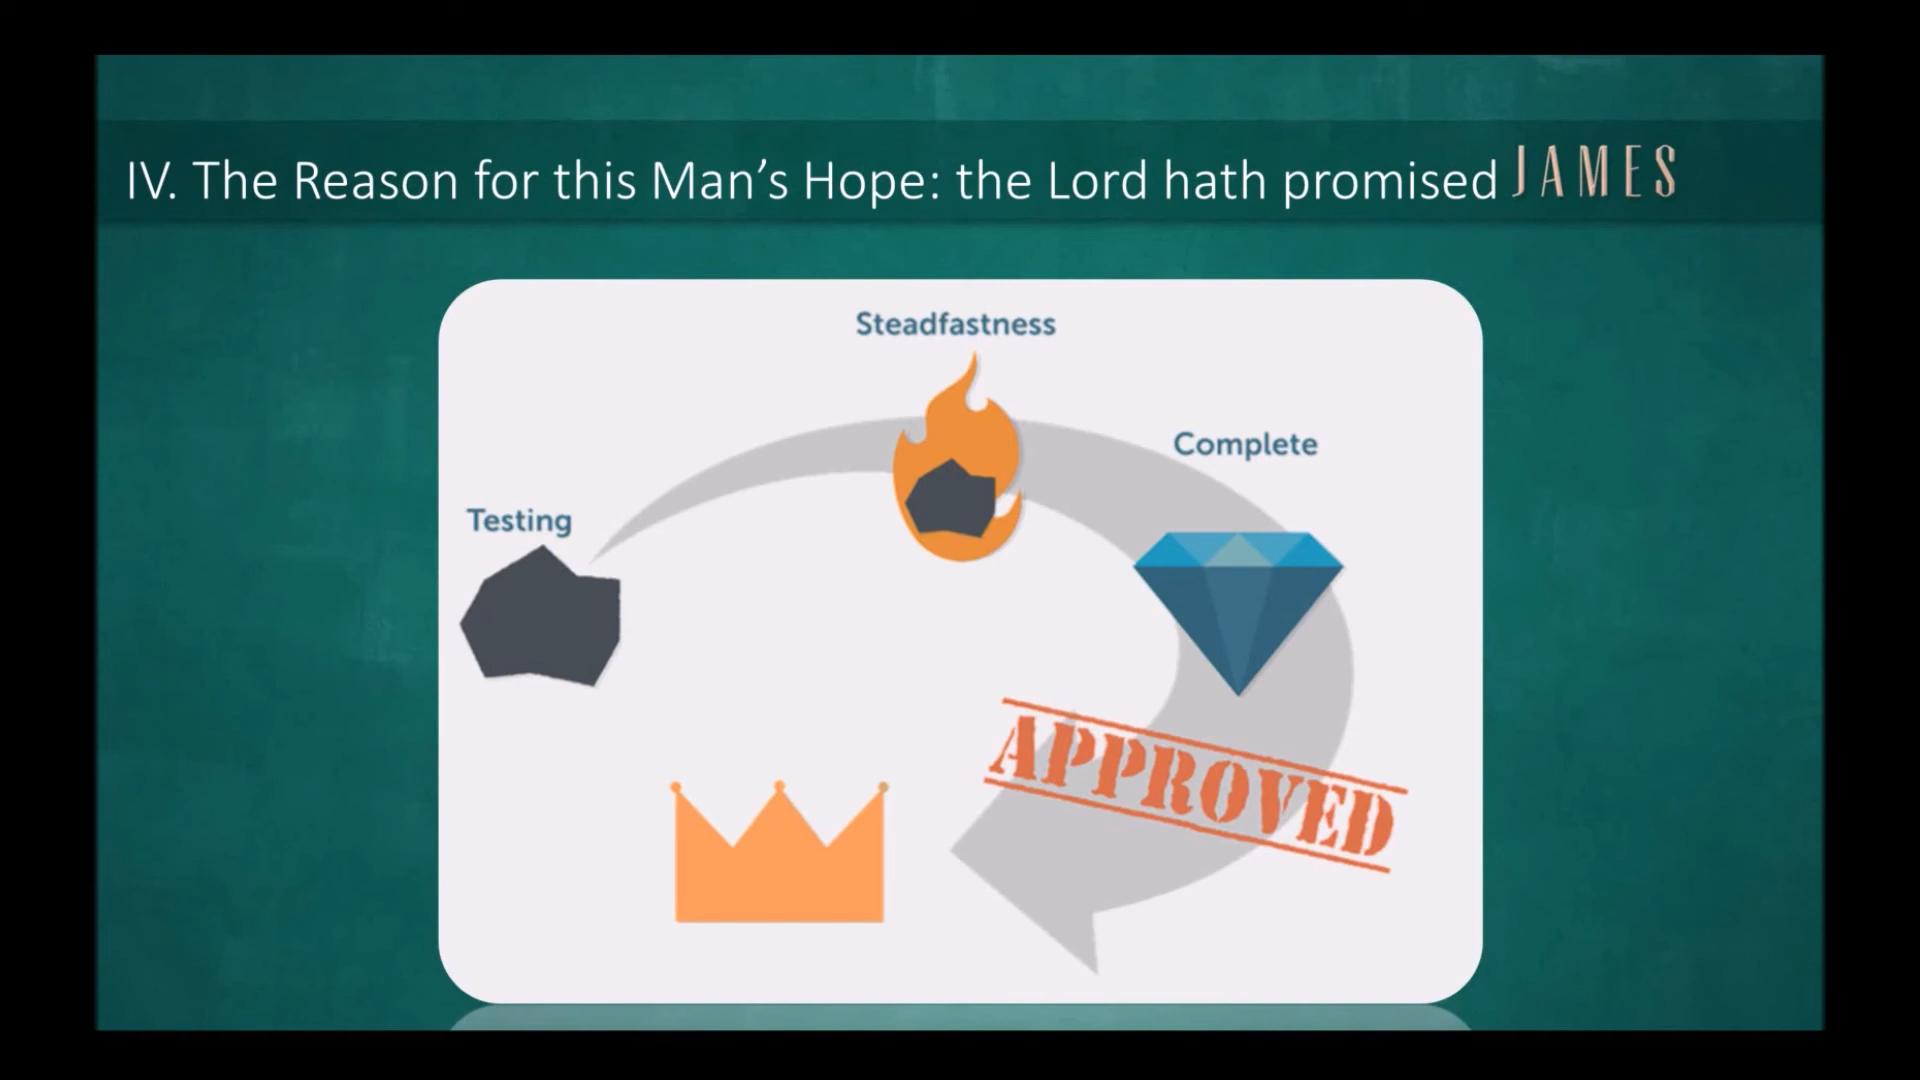 IV. The Reason for this Man’s Hope: the Lord hath promised JAMES
Steadfastness
Complete
Testing
APPROVED